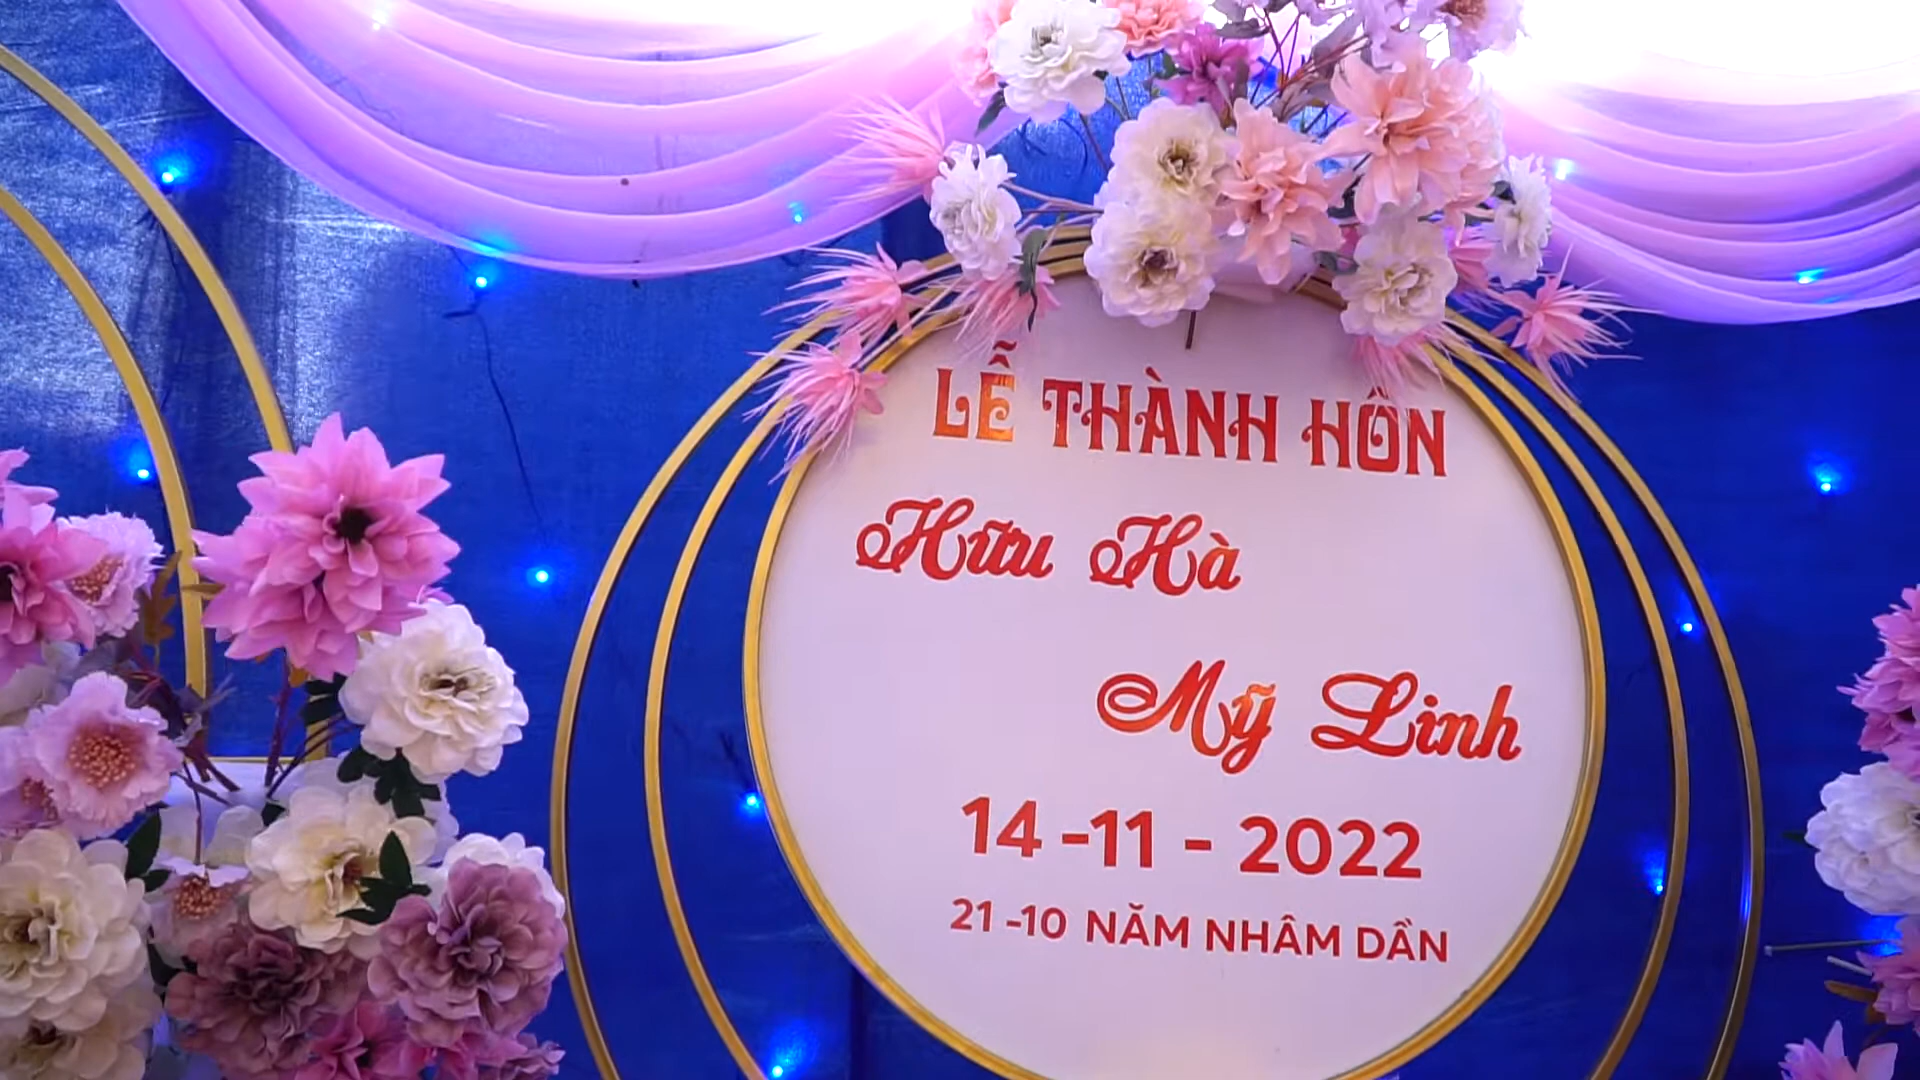 LỄ THÀNH HÔN
Hữu Hà
Mỹ Linh
14 -11 - 2022
21 -10 NĂM NHÂM DẦN